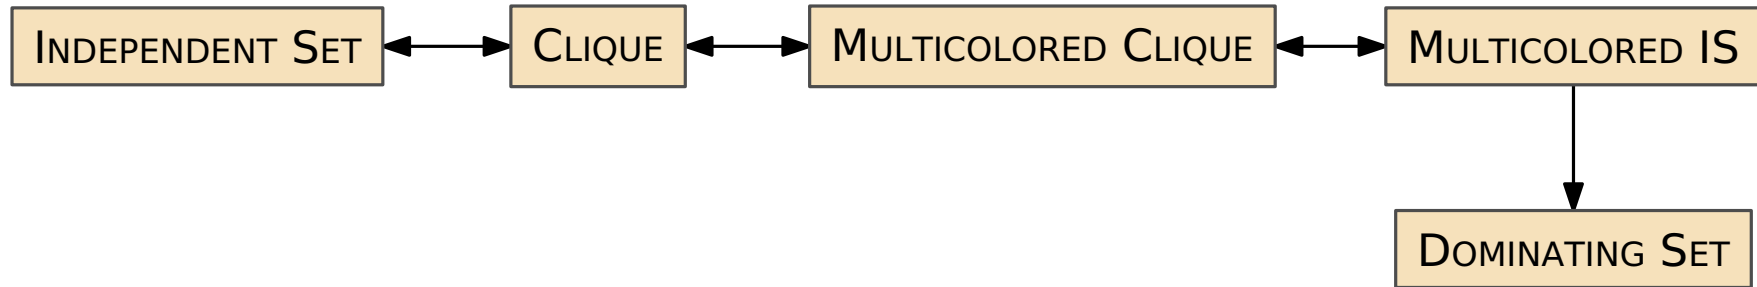 INDEPENDENT SET
CLIQUE
MULTICOLORED CLIQUE
MULTICOLORED IS
DOMINATING SET